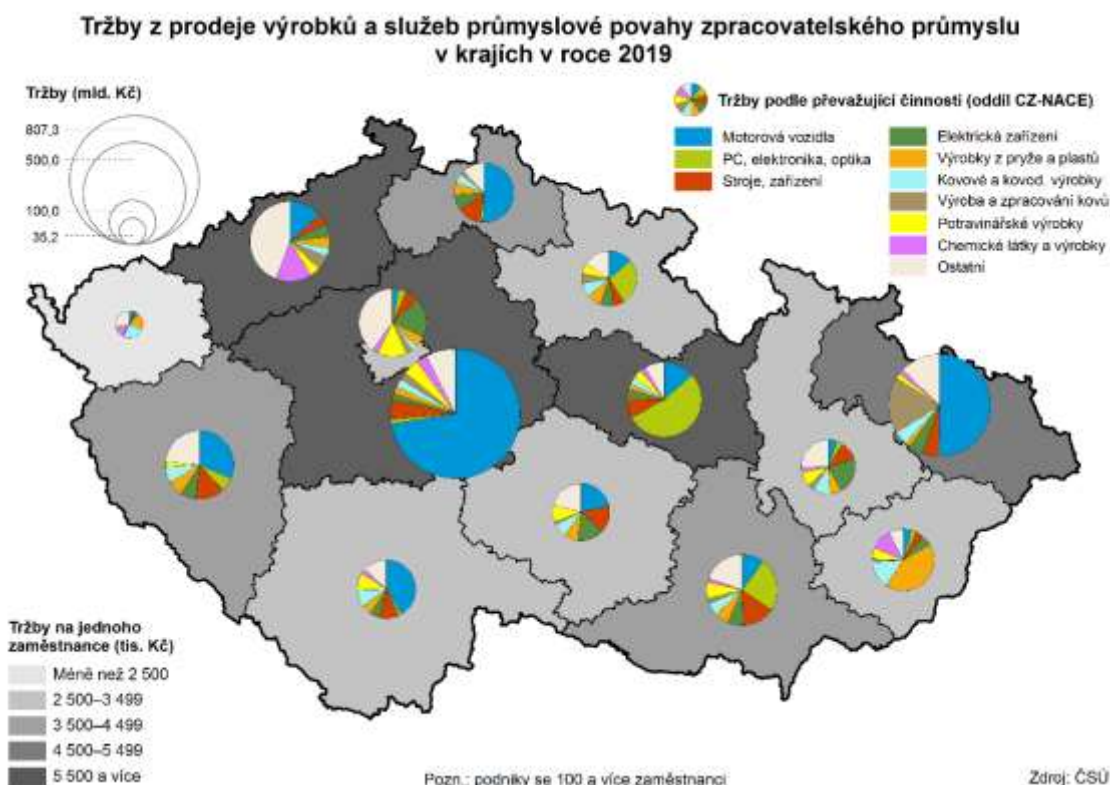 Tržby z prodeje výrobků a služeb průmyslové povahy zpracovatelského průmyslu
v krajích v roce 2019
Tržby (mld. Kč)
807,3
500,0
100,0
35,2
Tržby podle převažující činnosti (oddíl CZ-NACE)
Motorová vozidla
PC, elektronika, optika
Stroje, zařízení
Elektrická zařízení
Výrobky z pryže a plastů
Kovové a kovod. výrobky
Výroba a zpracování kovů
Potravinářské výrobky
Chemické látky a výrobky
Ostatní
Tržby na jednoho
zaměstnance (tis. Kč)
Méně než 2 500
2 500–3 499
3 500–4 499
4 500–5 499
5 500 a více
Pozn.: podniky se 100 a více zaměstnanci
Zdroj: ČSÚ